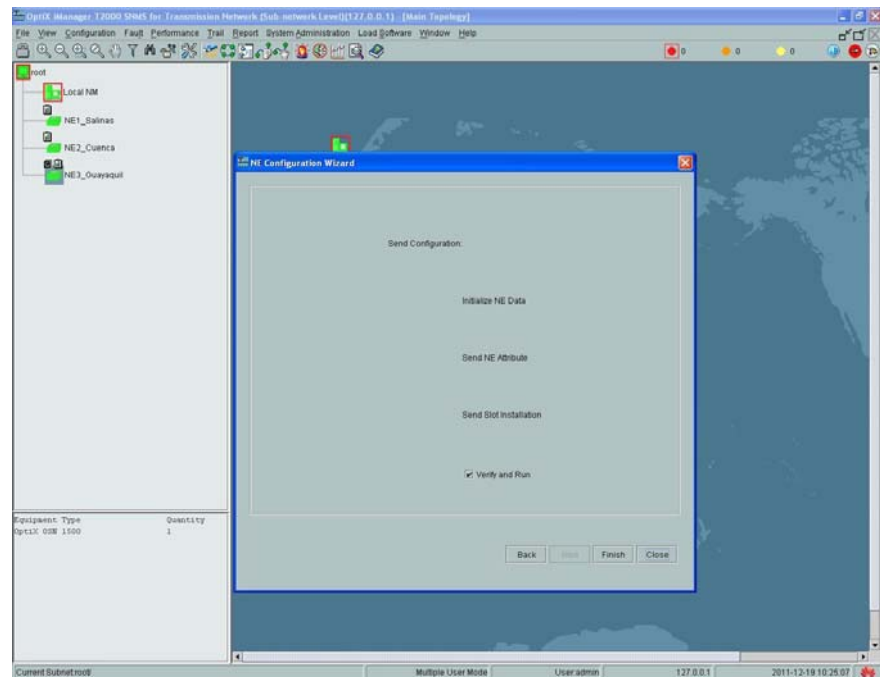 OptiX iManager T2000 SNMS for Transmission Network (Sub-network Level)[127.0.0.1] - [Main Topology]
File View Configuration Fault Performance Trail Report System Administration Load Software Window Help
0 0 0
root
Local NM
NE1_Salinas
NE2_Cuenca
NE3_Guayaquil
NE Configuration Wizard
Send Configuration:
Initialize NE Data
Send NE Attribute
Send Slot Installation
Verify and Run
Back Finish Close
Equipment Type Quantity
OptiX OSN 1500 1
Current Subnet:root/ Multiple User Mode User:admin 127.0.0.1 2011-12-19 10:25:07